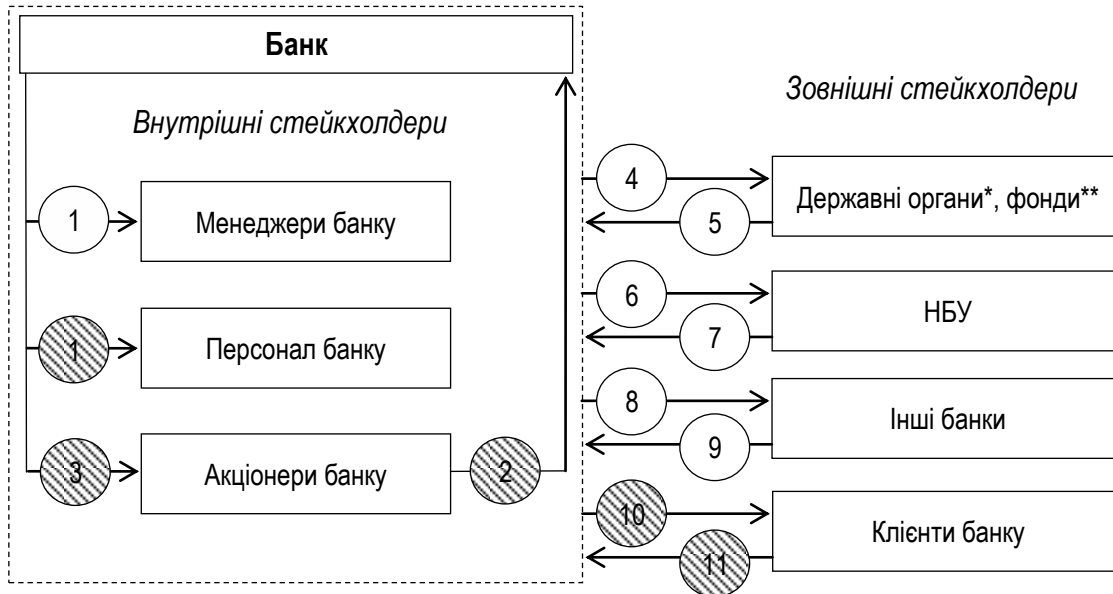 Банк
Зовнішні стейкхолдери
Внутрішні стейкхолдери
4
Державні органи*, фонди**
5
1
Менеджери банку
6
НБУ
7
1
Персонал банку
8
Інші банки
9
3
Акціонери банку
2
10
Клієнти банку
11